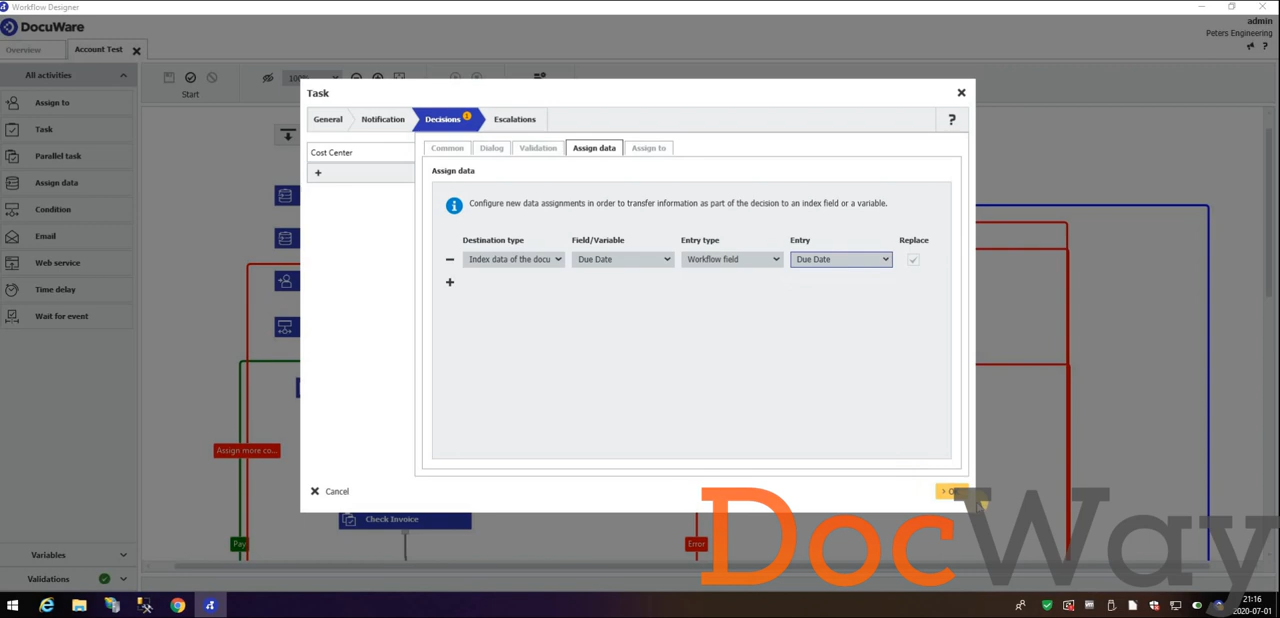 Workflow Designer
DocuWare
admin
Peters Engineering
Overview
Account Test
?
All activities
100%
Start
Assign to
Task
Parallel task
Assign data
Condition
Email
Web service
Time delay
Wait for event
Variables
Validations
Task
General
Notification
Decisions
Escalations
?
Cost Center
+
Common
Dialog
Validation
Assign data
Assign to
Assign data
Configure new data assignments in order to transfer information as part of the decision to an index field or a variable.
Destination type
Field/Variable
Entry type
Entry
Replace
Index data of the docu
Due Date
Workflow field
Due Date
+
Cancel
OK
Assign more co...
Check Invoice
Pay
Error
DocWay
21:16
2020-07-01